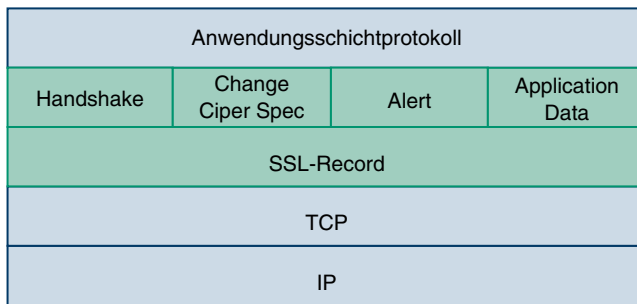 Anwendungsschichtprotokoll
Handshake
Change
Ciper Spec
Alert
Application
Data
SSL-Record
TCP
IP